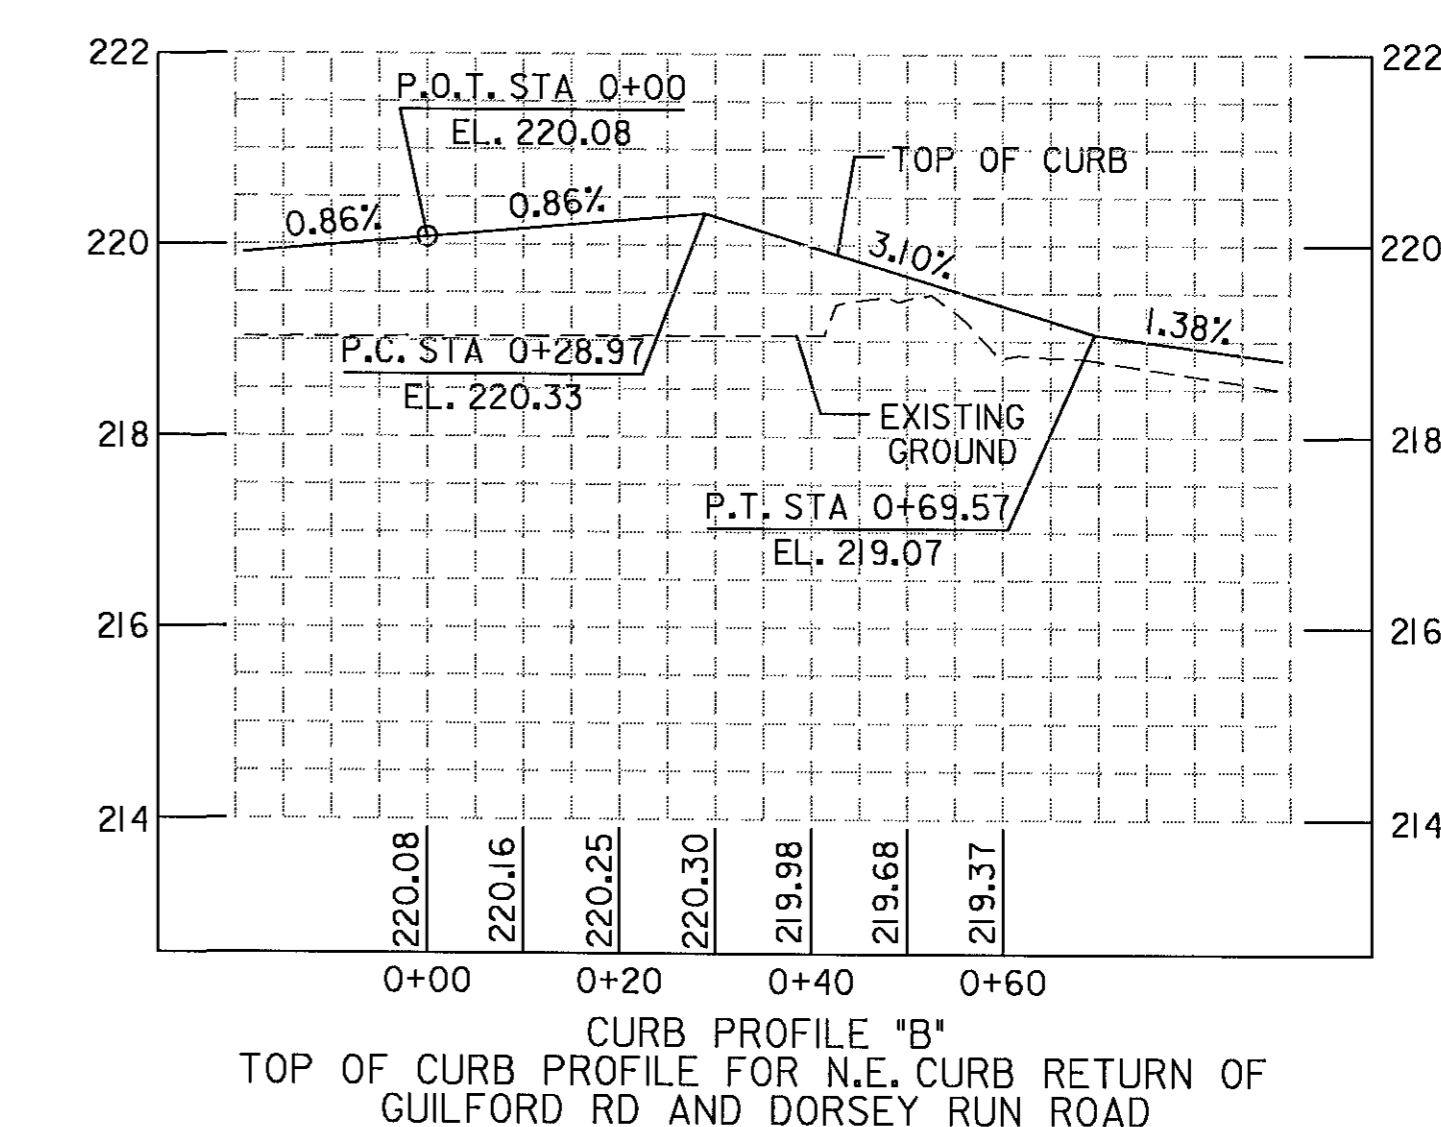 222
222
P.O.T. STA 0+00
EL. 220.08
TOP OF CURB
0.86%
0.86%
3.10%
220
220
1.38%
P.C. STA 0+28.97
EL. 220.33
EXISTING
GROUND
218
218
P.T. STA 0+69.57
EL. 219.07
216
216
214
214
220.08
220.16
220.25
220.30
219.98
219.68
219.37
0+00
0+20
0+40
0+60
CURB PROFILE "B"
TOP OF CURB PROFILE FOR N.E. CURB RETURN OF
GUILFORD RD AND DORSEY RUN ROAD